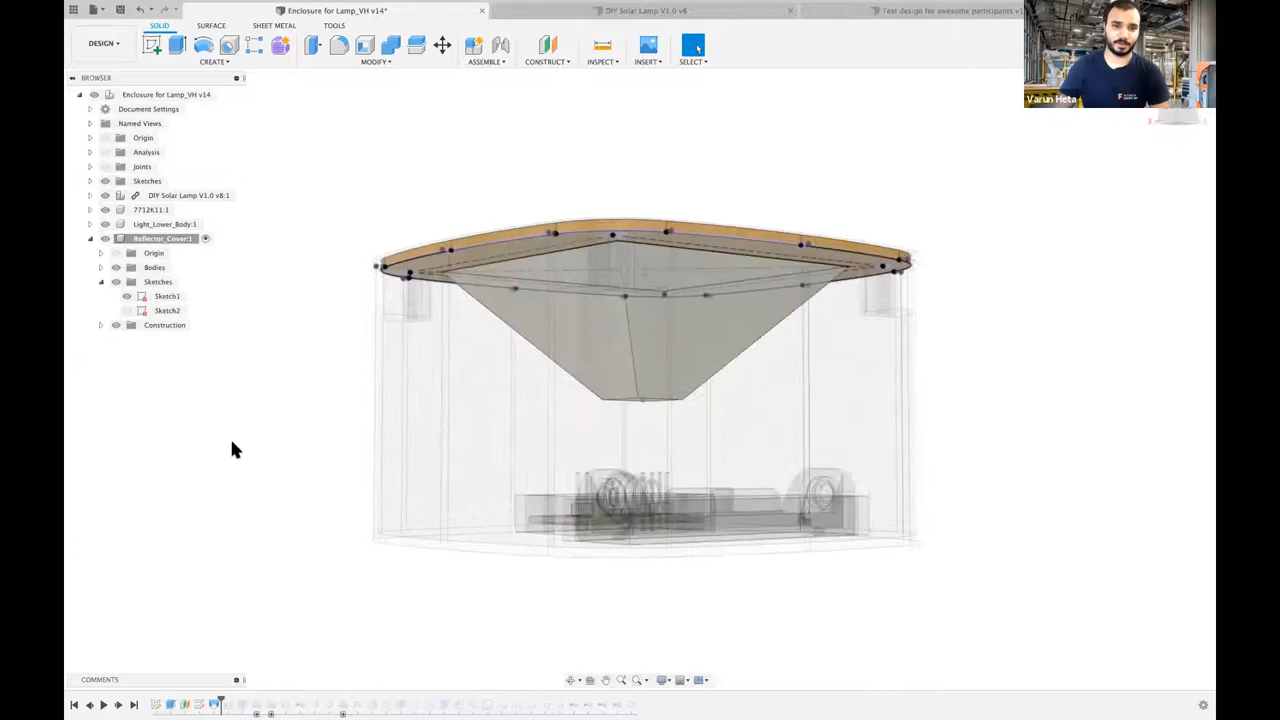 Enclosure for Lamp_VH v14*
DIY Solar Lamp V1.0 v8
Test design for awesome participants v1
SOLID
SURFACE
SHEET METAL
TOOLS
DESIGN
CREATE
MODIFY
ASSEMBLE
CONSTRUCT
INSPECT
INSERT
SELECT
Varun Heta
BROWSER
Enclosure for Lamp_VH v14
Document Settings
Named Views
Origin
Analysis
Joints
Sketches
DIY Solar Lamp V1.0 v8:1
7712K11:1
Light_Lower_Body:1
Reflector_Cover:1
Origin
Bodies
Sketches
Sketch1
Sketch2
Construction
COMMENTS